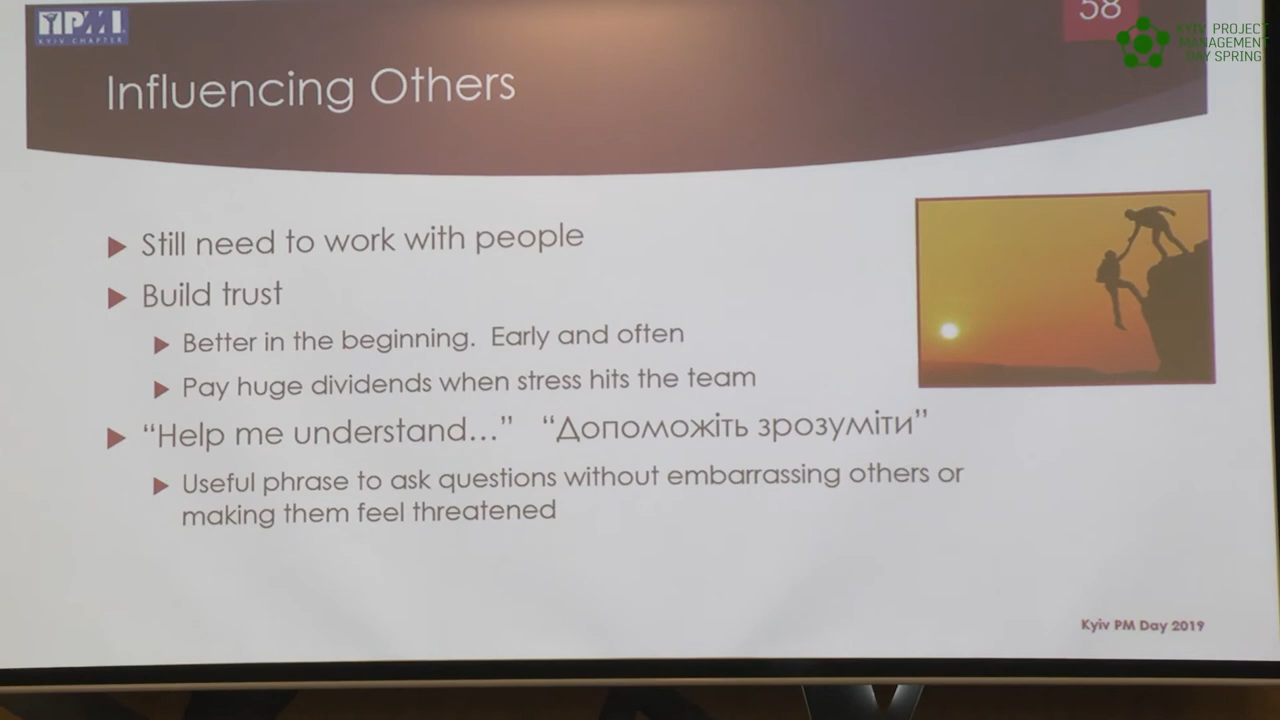 PMI
KYIV CHAPTER
58
KYIV PROJECT
MANAGEMENT
DAY SPRING
Influencing Others
Still need to work with people
Build trust
Better in the beginning. Early and often
Pay huge dividends when stress hits the team
“Help me understand...” “Допоможіть зрозуміти”
Useful phrase to ask questions without embarrassing others or
making them feel threatened
Kyiv PM Day 2019